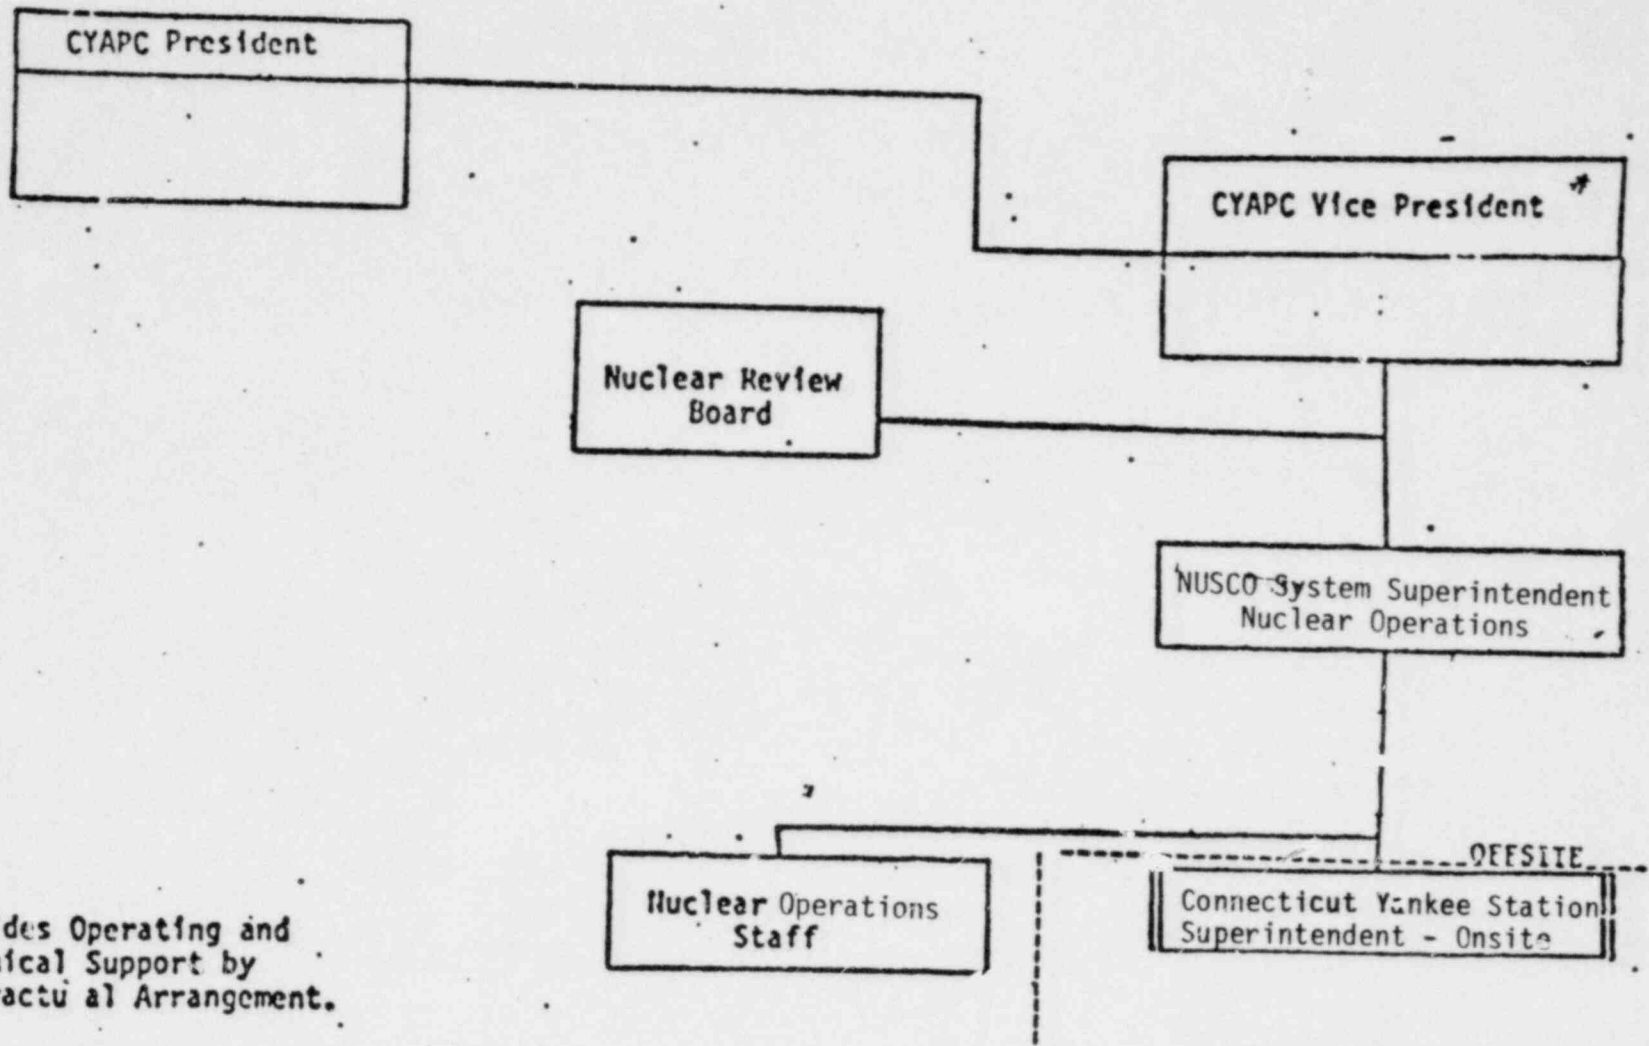 CYAPC President
CYAPC Vice President *
Nuclear Review
Board
NUSCO System Superintendent
Nuclear Operations
OFFSITE
Nuclear Operations
Staff
Connecticut Yankee Station
Superintendent - Onsite
des Operating and
ical Support by
actu al Arrangement.